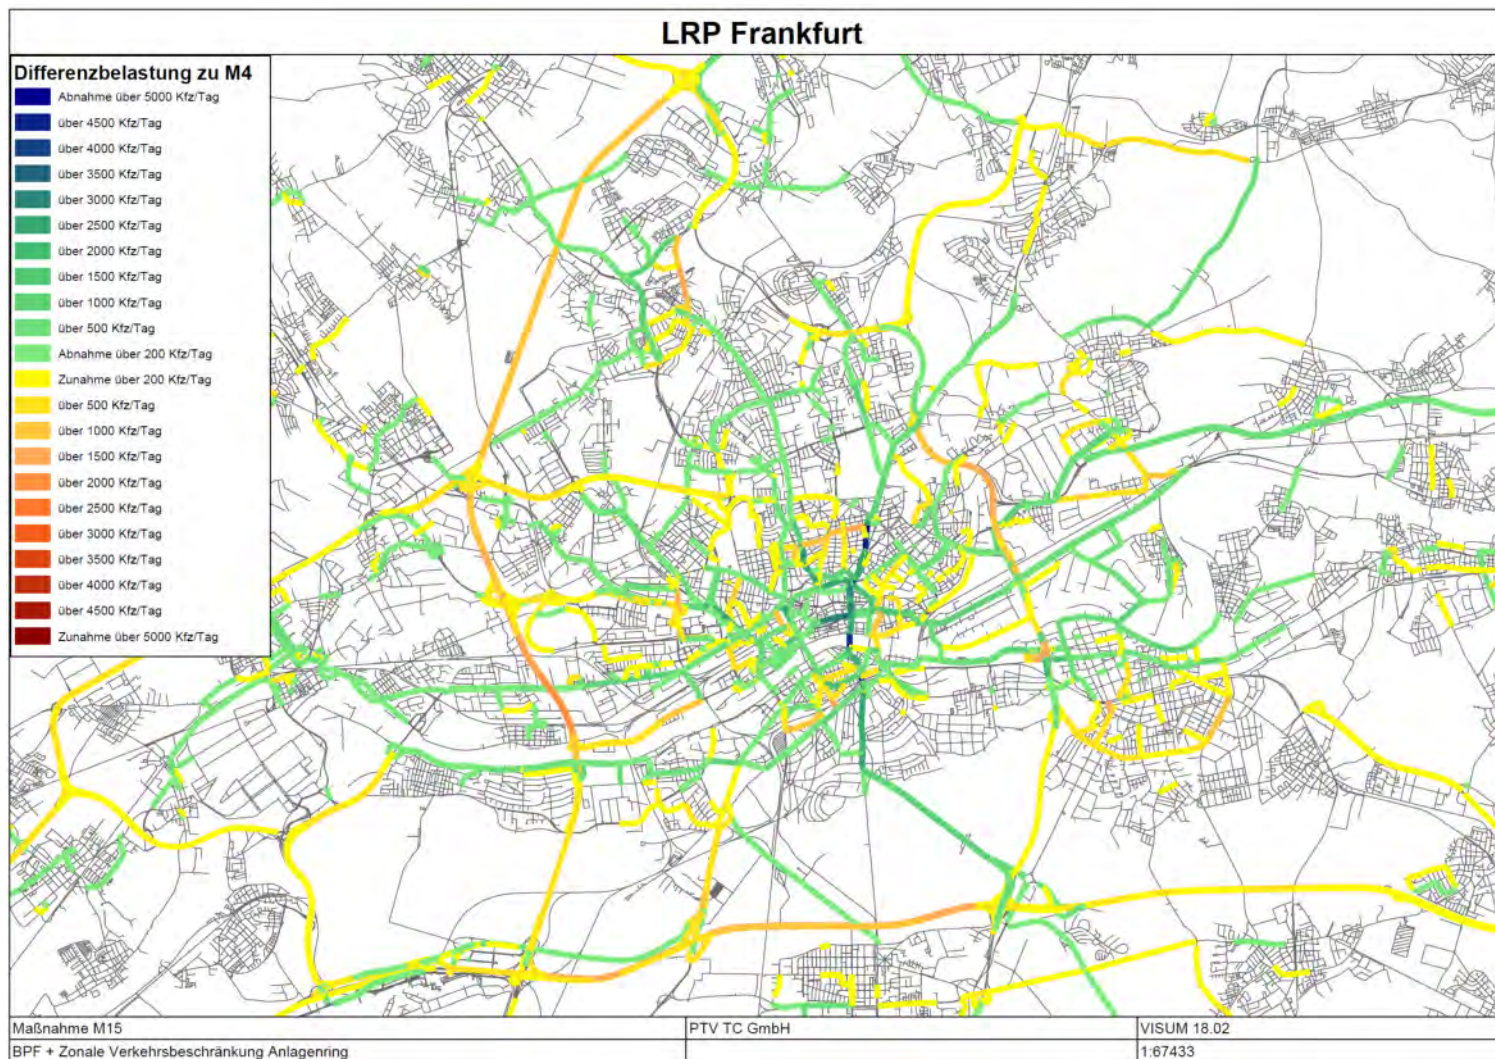 LRP Frankfurt
Differenzbelastung zu M4
Abnahme über 5000 Kfz/Tag
über 4500 Kfz/Tag
über 4000 Kfz/Tag
über 3500 Kfz/Tag
über 3000 Kfz/Tag
über 2500 Kfz/Tag
über 2000 Kfz/Tag
über 1500 Kfz/Tag
über 1000 Kfz/Tag
über 500 Kfz/Tag
Abnahme über 200 Kfz/Tag
Zunahme über 200 Kfz/Tag
über 500 Kfz/Tag
über 1000 Kfz/Tag
über 1500 Kfz/Tag
über 2000 Kfz/Tag
über 2500 Kfz/Tag
über 3000 Kfz/Tag
über 3500 Kfz/Tag
über 4000 Kfz/Tag
über 4500 Kfz/Tag
Zunahme über 5000 Kfz/Tag
Maßnahme M15
PTV TC GmbH
VISUM 18.02
BPF + Zonale Verkehrsbeschränkung Anlagenring
1:67433